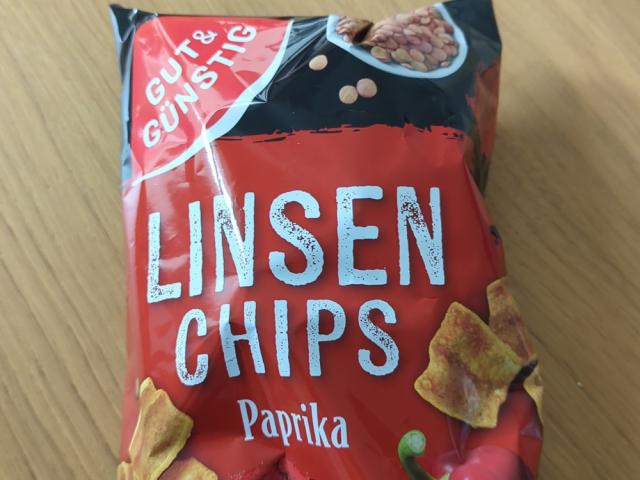 GUT&
GÜNSTIG
LINSEN
CHIPS
Paprika